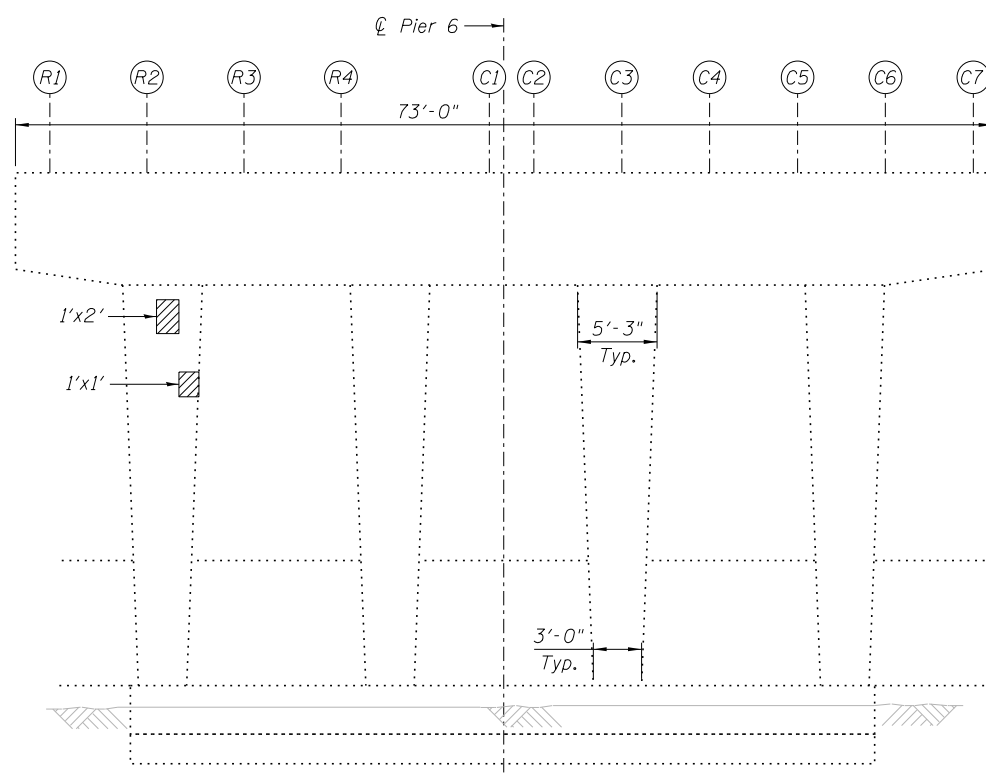 ℄ Pier 6
R1 R2 R3 R4 C1 C2 C3 C4 C5 C6 C7
73'-0"
1'x2'
5'-3"
Typ.
1'x1'
3'-0"
Typ.